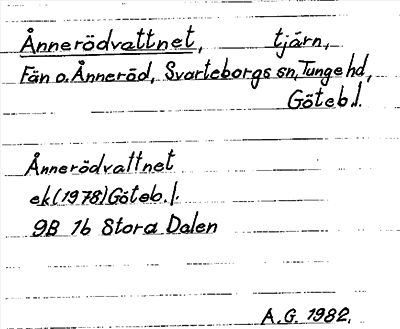 Ånnerödvattnet, tjärn,
Fän o. Ånneröd, Svarteborgs sn, Tunge hd,
Göteb. l.
Ånnerödvattnet
ek (1978) Göteb. l.
9B 1b Stora Dalen
A.G. 1982.